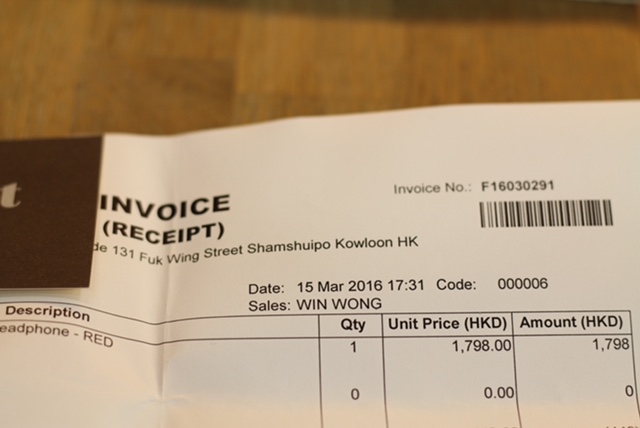 t
INVOICE
(RECEIPT)
de 131 Fuk Wing Street Shamshuipo Kowloon HK
Invoice No.: F16030291
Date: 15 Mar 2016 17:31 Code: 000006
Sales: WIN WONG
Description Qty Unit Price (HKD) Amount (HKD)
eadphone - RED 1 1,798.00 1,798
0 0.00 0